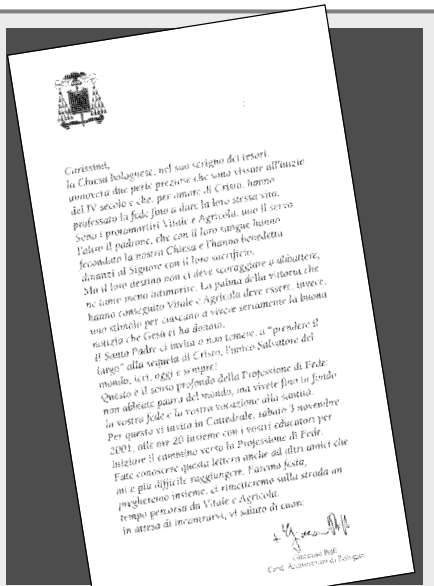 Carissimi,
la Chiesa bolognese, nel suo scrigno dei tesori,
annovera due perle preziose che sono vissute all'inizio
del IV secolo e che, per amore di Cristo, hanno
professato la fede fino a dare la loro stessa vita.
Sono i protomartiri Vitale e Agricola, uno il servo
l'altro il padrone, che con il loro sangue hanno
fecondato la nostra Chiesa e l'hanno benedetta
dinanzi al Signore con il loro sacrificio.
Ma il loro destino non ci deve scoraggiare o abbattere,
né tanto meno intimorire. La palma della vittoria che
hanno conseguito Vitale e Agricola deve essere, invece,
uno stimolo per ciascuno a vivere seriamente la buona
notizia che Gesù ci ha donato.
Il Santo Padre ci invita a non temere, a "prendere il
largo" alla sequela di Cristo, l'unico Salvatore del
mondo, ieri, oggi e sempre!
Questo è il senso profondo della Professione di Fede:
non abbiate paura del mondo, ma vivete fino in fondo
la vostra fede e la vostra vocazione alla santità.
Per questo vi invito in Cattedrale, sabato 3 novembre
2001, alle ore 20 insieme con i vostri educatori per
iniziare il cammino verso la Professione di Fede.
Fate conoscere questa lettera anche ad altri amici che
mi è più difficile raggiungere. Faremo festa,
pregheremo insieme, ci rimetteremo sulla strada un
tempo percorsa da Vitale e Agricola.
In attesa di incontrarvi, vi saluto di cuore.
Giacomo Biffi
Card. Arcivescovo di Bologna